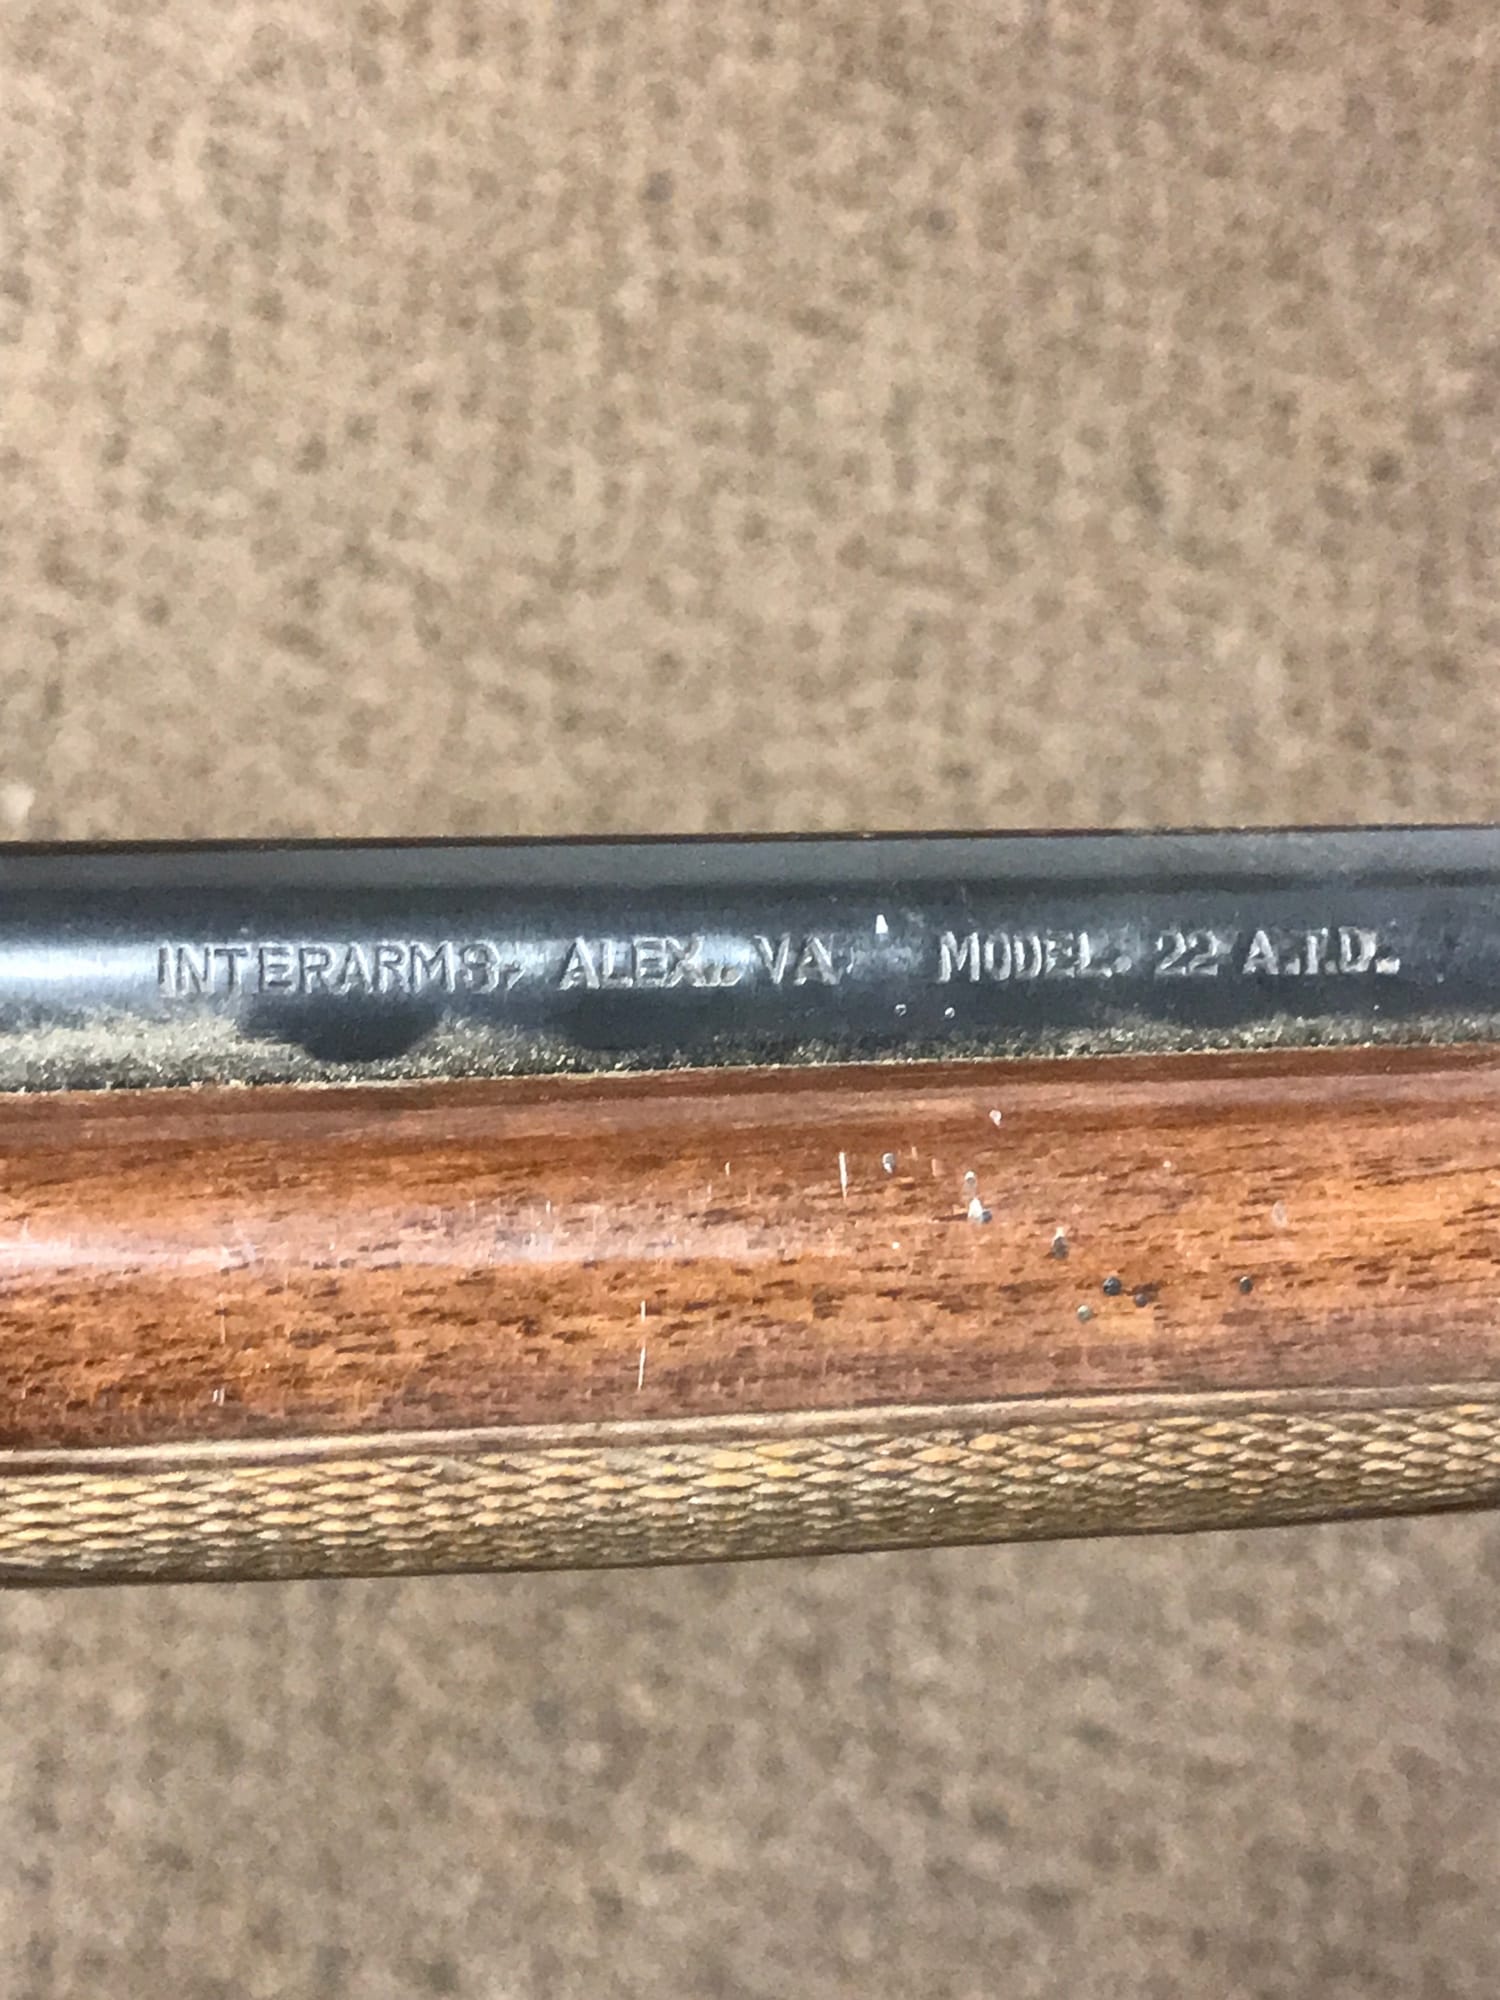 INTERARMS, ALEX., VA. MODEL. 22 A.T.D.